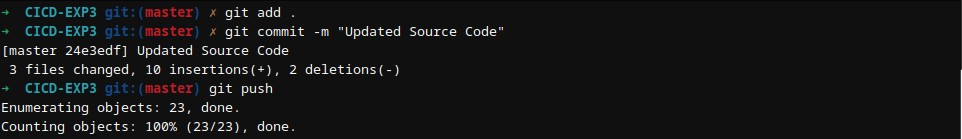 ➜ CICD-EXP3 git:(master) ✗ git add .
➜ CICD-EXP3 git:(master) ✗ git commit -m "Updated Source Code"
[master 24e3edf] Updated Source Code
 3 files changed, 10 insertions(+), 2 deletions(-)
➜ CICD-EXP3 git:(master) git push
Enumerating objects: 23, done.
Counting objects: 100% (23/23), done.